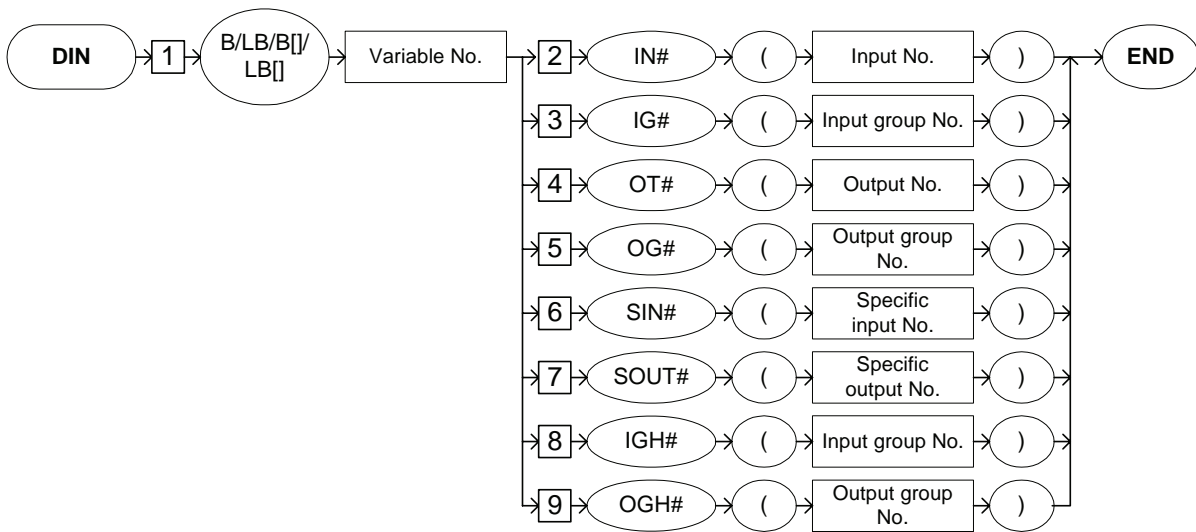 DIN
1
B/LB/B[]/
LB[]
Variable No.
2 IN# ( Input No. )
END
3 IG# ( Input group No. )
4 OT# ( Output No. )
5 OG# ( Output group
No. )
6 SIN# ( Specific
input No. )
7 SOUT# ( Specific
output No. )
8 IGH# ( Input group No. )
9 OGH# ( Output group
No. )